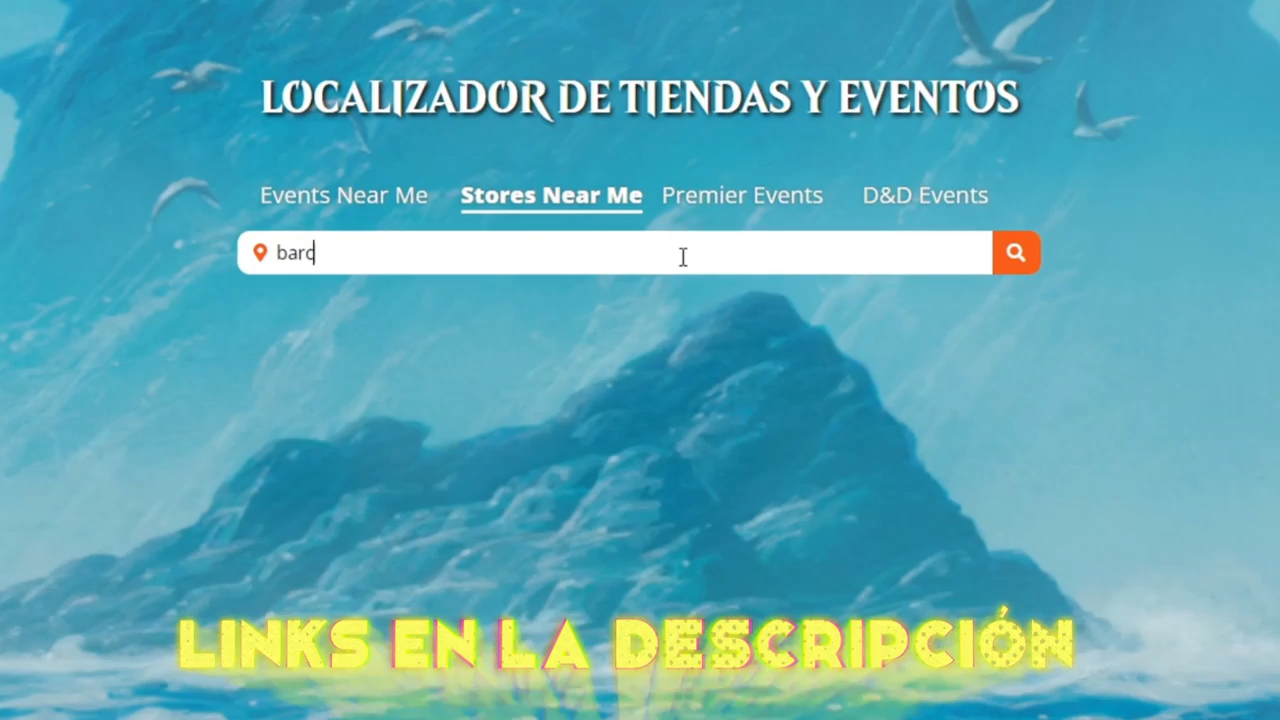 LOCALIZADOR DE TIENDAS Y EVENTOS
Events Near Me Stores Near Me Premier Events D&D Events
barc
LINKS EN LA DESCRIPCIÓN